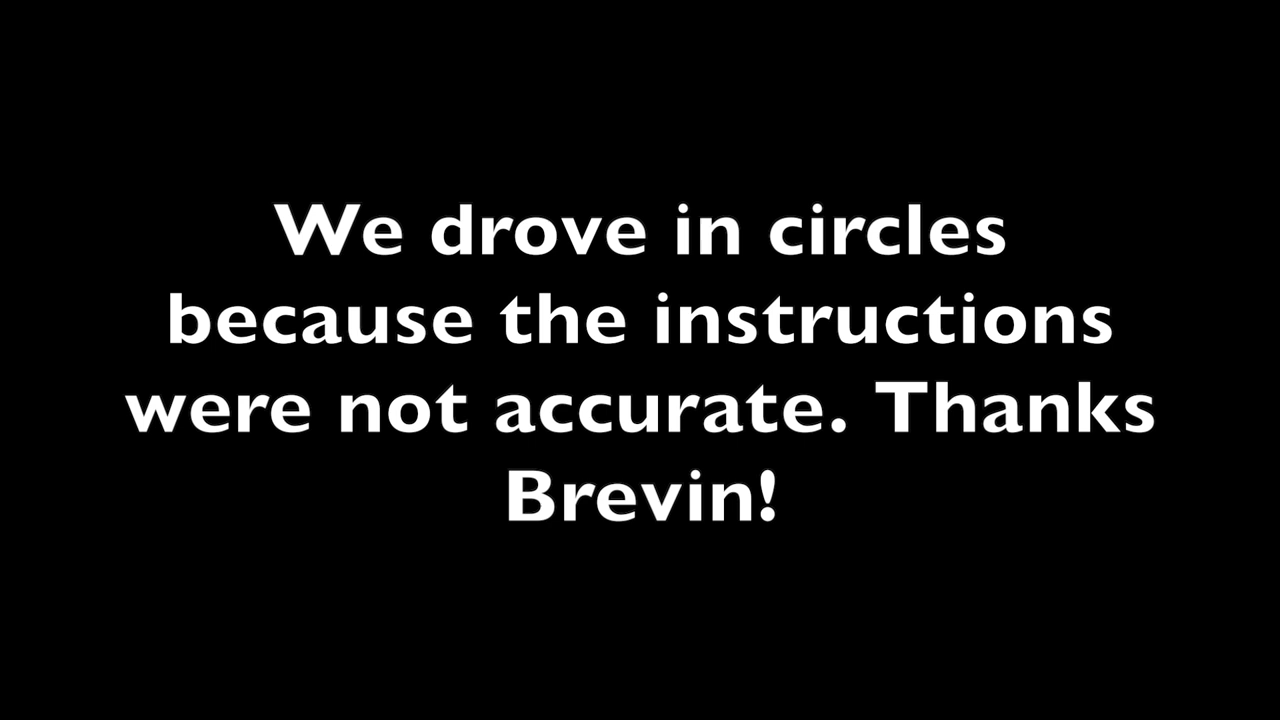 We drove in circles
because the instructions
were not accurate. Thanks
Brevin!